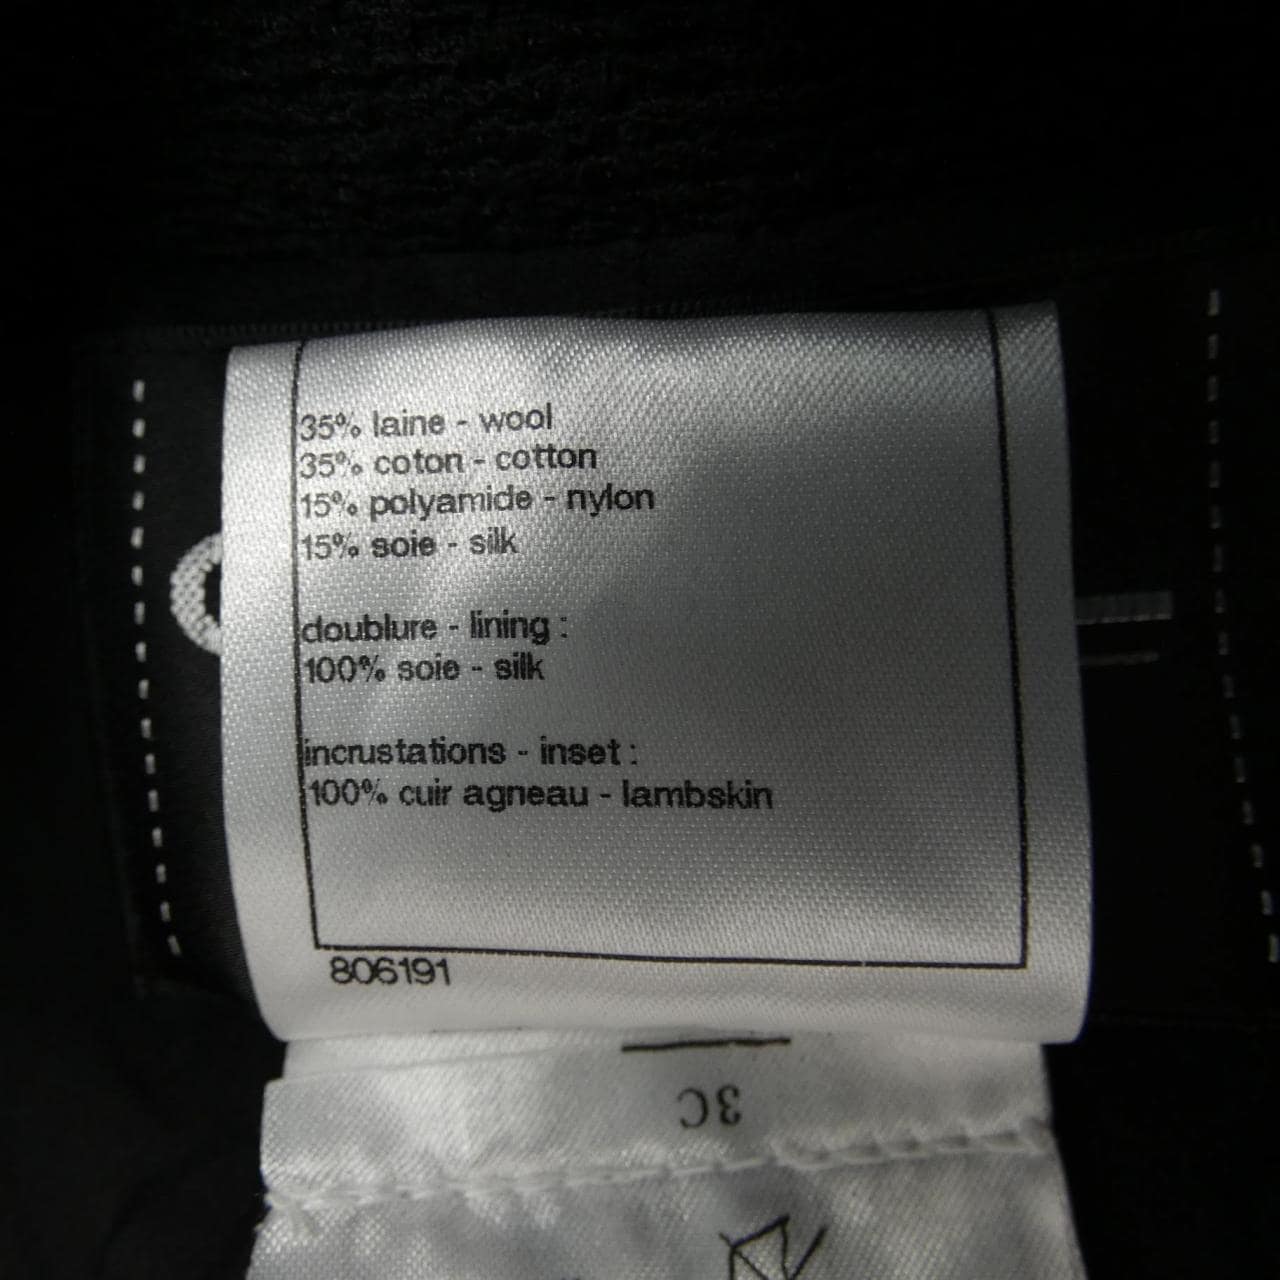 35% laine - wool
35% coton - cotton
15% polyamide - nylon
15% soie - silk
doublure - lining :
100% soie - silk
incrustations - inset :
100% cuir agneau - lambskin
806191
3C